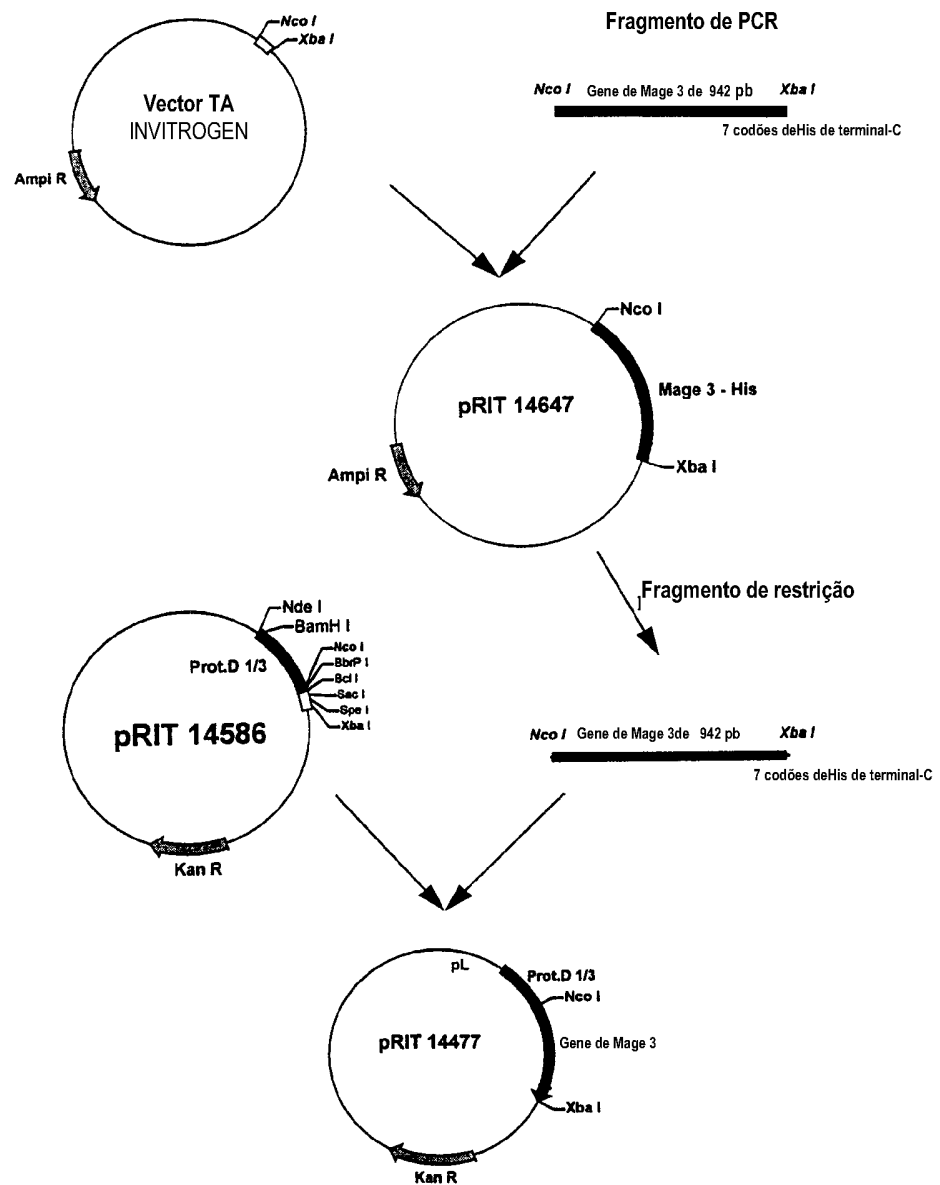 Nco I
Xba I
Fragmento de PCR
Vector TA
INVITROGEN
Nco I Gene de Mage 3 de 942 pb Xba I
7 codões deHis de terminal-C
Ampi R
Nco I
pRIT 14647
Mage 3 - His
Ampi R
Xba I
Fragmento de restrição
Nde I
BamH I
Prot.D 1/3
Nco I
BbrP I
Bcl I
Sac I
Spe I
Xba I
pRIT 14586
Nco I Gene de Mage 3de 942 pb Xba I
7 codões deHis de terminal-C
Kan R
pL
Prot.D 1/3
Nco I
pRIT 14477
Gene de Mage 3
Xba I
Kan R